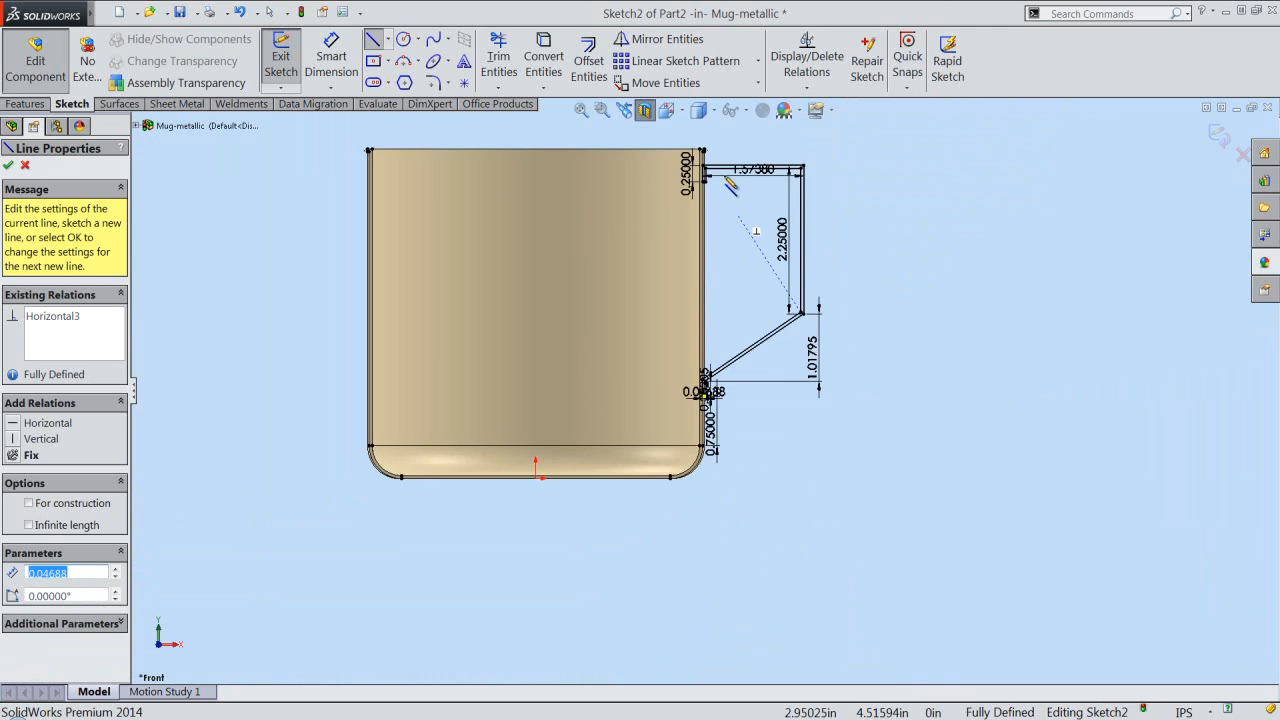 SOLIDWORKS
Sketch2 of Part2 -in- Mug-metallic *
Search Commands
Edit Component
No Exte...
Hide/Show Components
Change Transparency
Assembly Transparency
Exit Sketch
Smart Dimension
Trim Entities
Convert Entities
Offset Entities
Mirror Entities
Linear Sketch Pattern
Move Entities
Display/Delete Relations
Repair Sketch
Quick Snaps
Rapid Sketch
Features
Sketch
Surfaces
Sheet Metal
Weldments
Data Migration
Evaluate
DimXpert
Office Products
Mug-metallic (Default<Dis...
Line Properties
?
Message
Edit the settings of the
current line, sketch a new
line, or select OK to
change the settings for
the next new line.
Existing Relations
Horizontal3
Fully Defined
Add Relations
Horizontal
Vertical
Fix
Options
For construction
Infinite length
Parameters
0.04688
0.00000°
Additional Parameters
0.25000
1.57380
2.25000
1.01795
0.75000
Y
X
*Front
Model
Motion Study 1
SolidWorks Premium 2014
2.95025in
4.51594in
0in
Fully Defined
Editing Sketch2
IPS